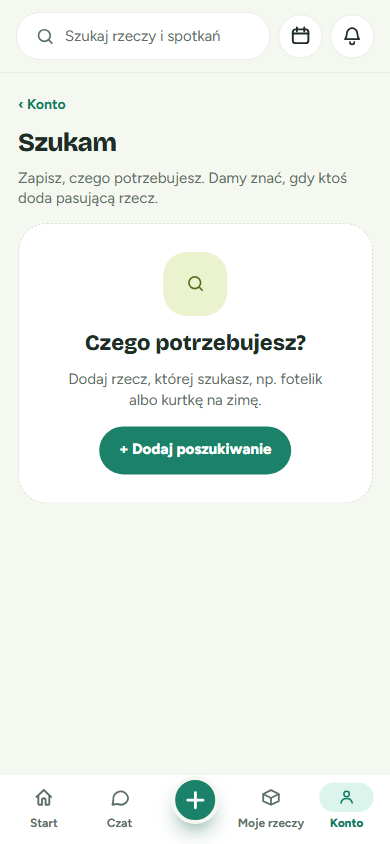 Szukaj rzeczy i spotkań
‹ Konto
Szukam
Zapisz, czego potrzebujesz. Damy znać, gdy ktoś
doda pasującą rzecz.
Czego potrzebujesz?
Dodaj rzecz, której szukasz, np. fotelik
albo kurtkę na zimę.
+ Dodaj poszukiwanie
Start
Czat
Moje rzeczy
Konto